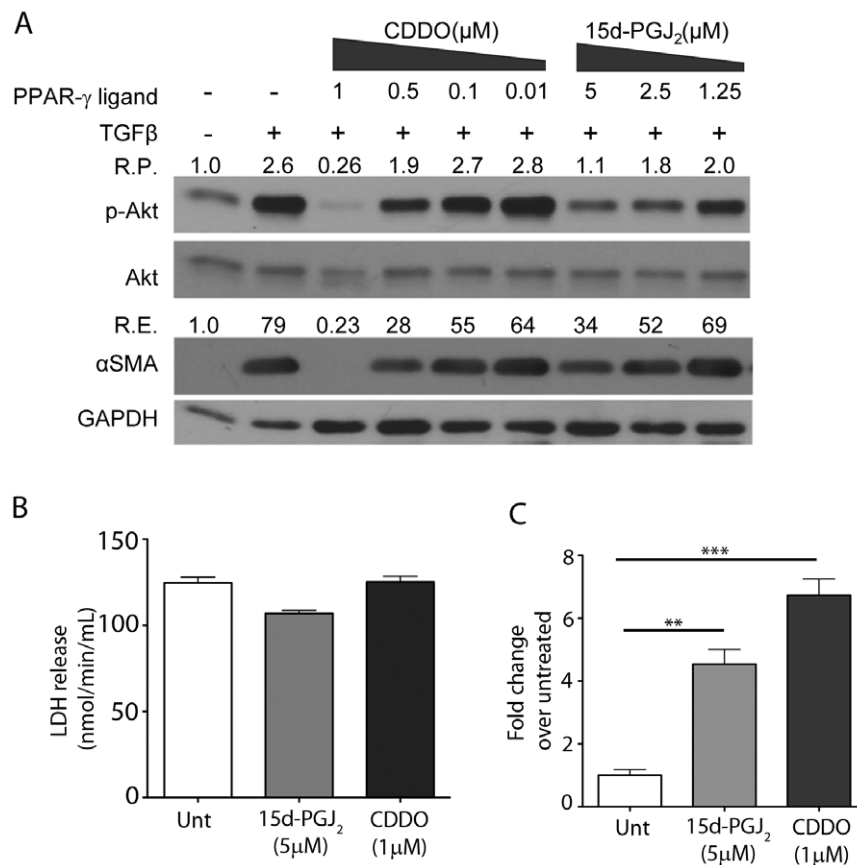 A
CDDO(µM) 15d-PGJ₂(µM)
PPAR-γ ligand - - 1 0.5 0.1 0.01 5 2.5 1.25
TGFβ - + + + + + + + +
R.P. 1.0 2.6 0.26 1.9 2.7 2.8 1.1 1.8 2.0
p-Akt
Akt
R.E. 1.0 79 0.23 28 55 64 34 52 69
αSMA
GAPDH
B
LDH release
(nmol/min/mL)
150
100
50
0
Unt 15d-PGJ₂ CDDO
(5µM) (1µM)
C
Fold change
over untreated
8
6
4
2
0
***
**
Unt 15d-PGJ₂ CDDO
(5µM) (1µM)